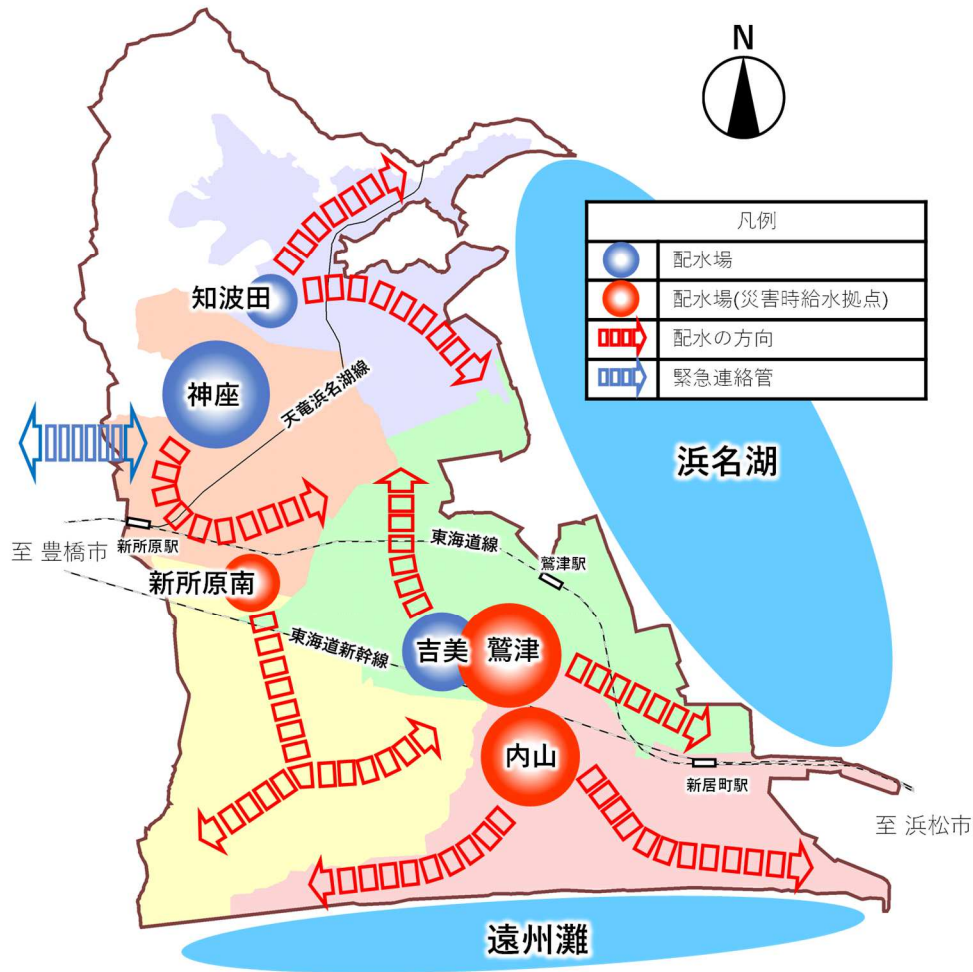 N
凡例
配水場
配水場(災害時給水拠点)
配水の方向
緊急連絡管
知波田
神座
天竜浜名湖線
浜名湖
至 豊橋市
新所原駅
東海道線
鷲津駅
新所原南
東海道新幹線
吉美
鷲津
内山
新居町駅
至 浜松市
遠州灘